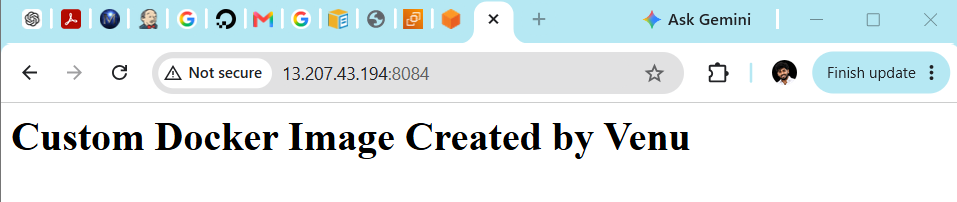 Ask Gemini
Not secure 13.207.43.194:8084 Finish update
Custom Docker Image Created by Venu